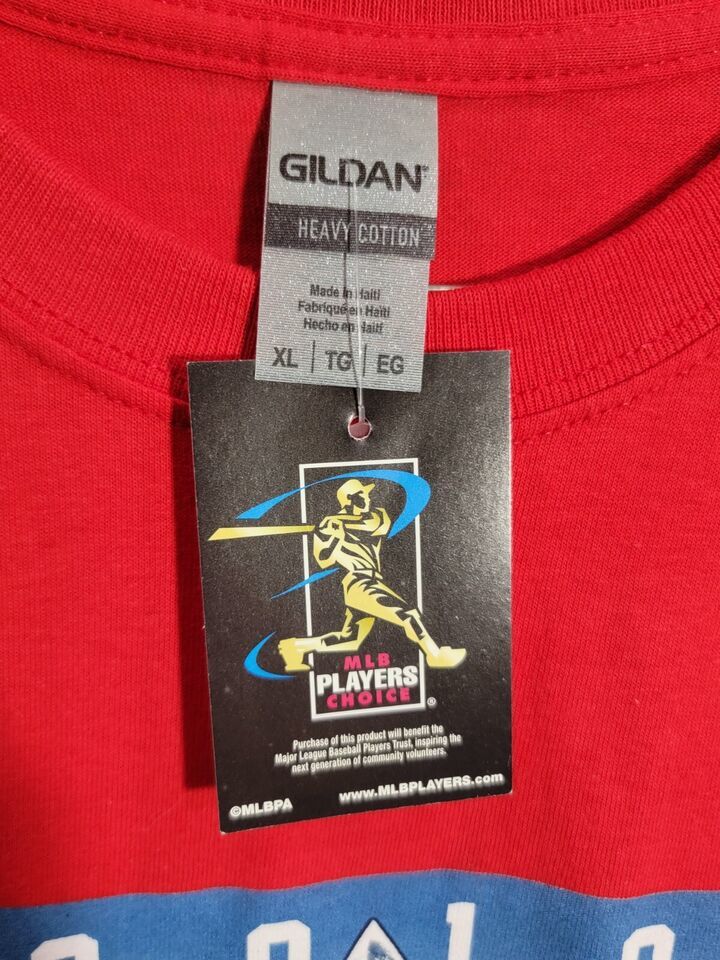 GILDAN
HEAVY COTTON
Made in Haiti
Fabriqué en Haïti
Hecho en Haití
XL | TG | EG
MLB
PLAYERS
CHOICE ®
Purchase of this product will benefit the
Major League Baseball Players Trust, inspiring the
next generation of community volunteers.
©MLBPA www.MLBPLAYERS.com